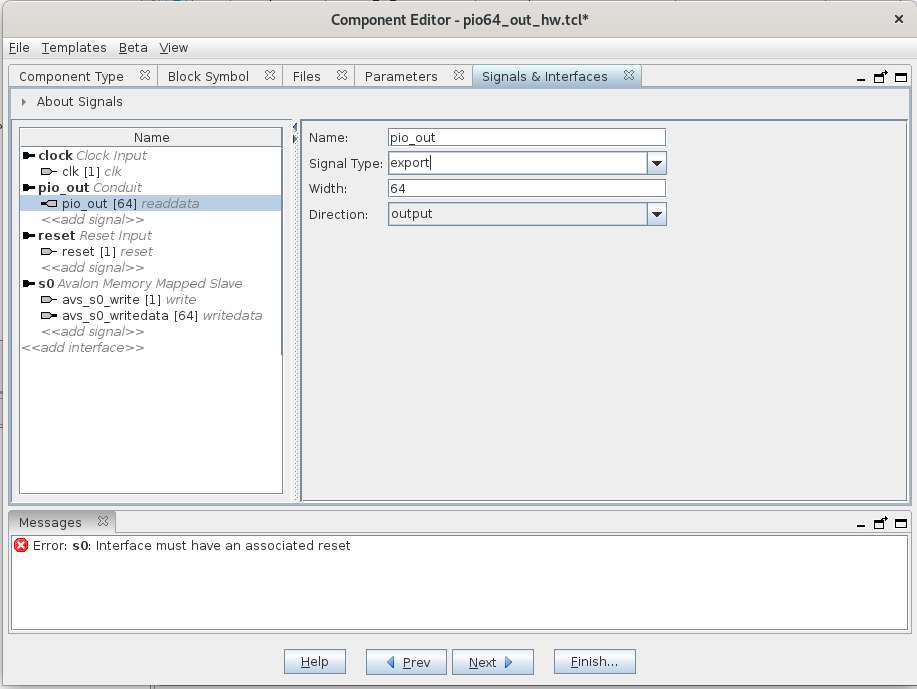 Component Editor - pio64_out_hw.tcl*
File Templates Beta View
Component Type Block Symbol Files Parameters Signals & Interfaces
About Signals
Name
clock Clock Input
clk [1] clk
pio_out Conduit
pio_out [64] readdata
<<add signal>>
reset Reset Input
reset [1] reset
<<add signal>>
s0 Avalon Memory Mapped Slave
avs_s0_write [1] write
avs_s0_writedata [64] writedata
<<add signal>>
<<add interface>>
Name: pio_out
Signal Type: export
Width: 64
Direction: output
Messages
Error: s0: Interface must have an associated reset
Help Prev Next Finish...